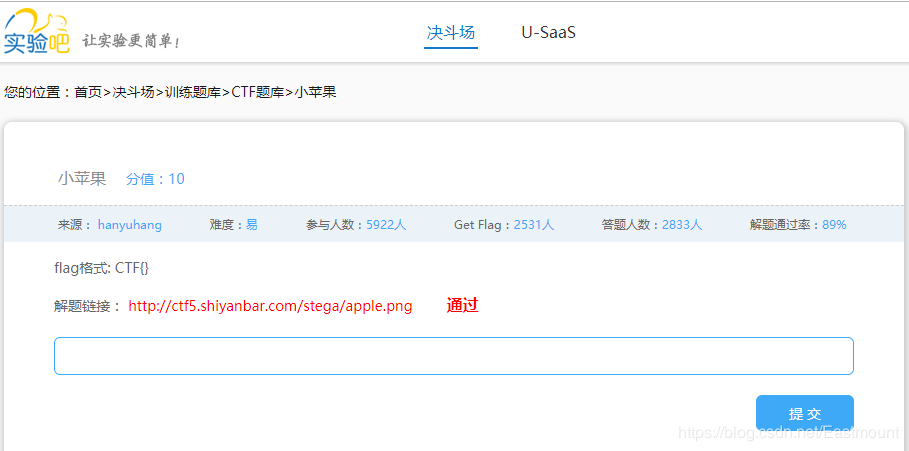 实验吧 让实验更简单!
决斗场 U-SaaS
您的位置：首页>决斗场>训练题库>CTF题库>小苹果
小苹果 分值：10
来源： hanyuhang 难度：易 参与人数：5922人 Get Flag：2531人 答题人数：2833人 解题通过率：89%
flag格式: CTF{}
解题链接： http://ctf5.shiyanbar.com/stega/apple.png 通过
提 交
https://blog.csdn.net/Eastmount